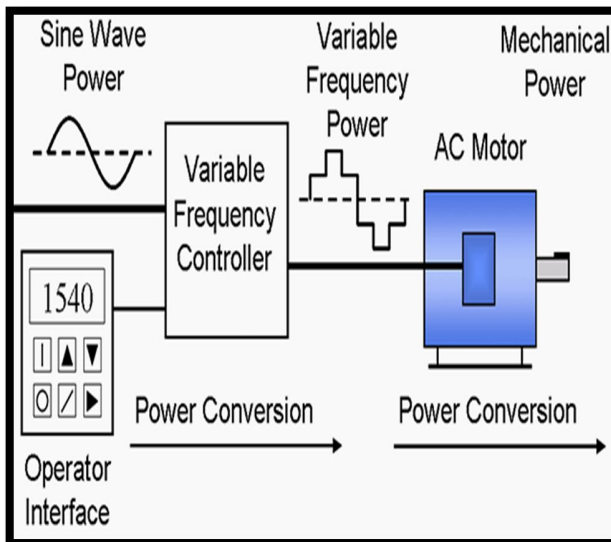 Sine Wave
Power
Variable
Frequency
Power
Mechanical
Power
AC Motor
Variable
Frequency
Controller
1540
Power Conversion
Power Conversion
Operator
Interface